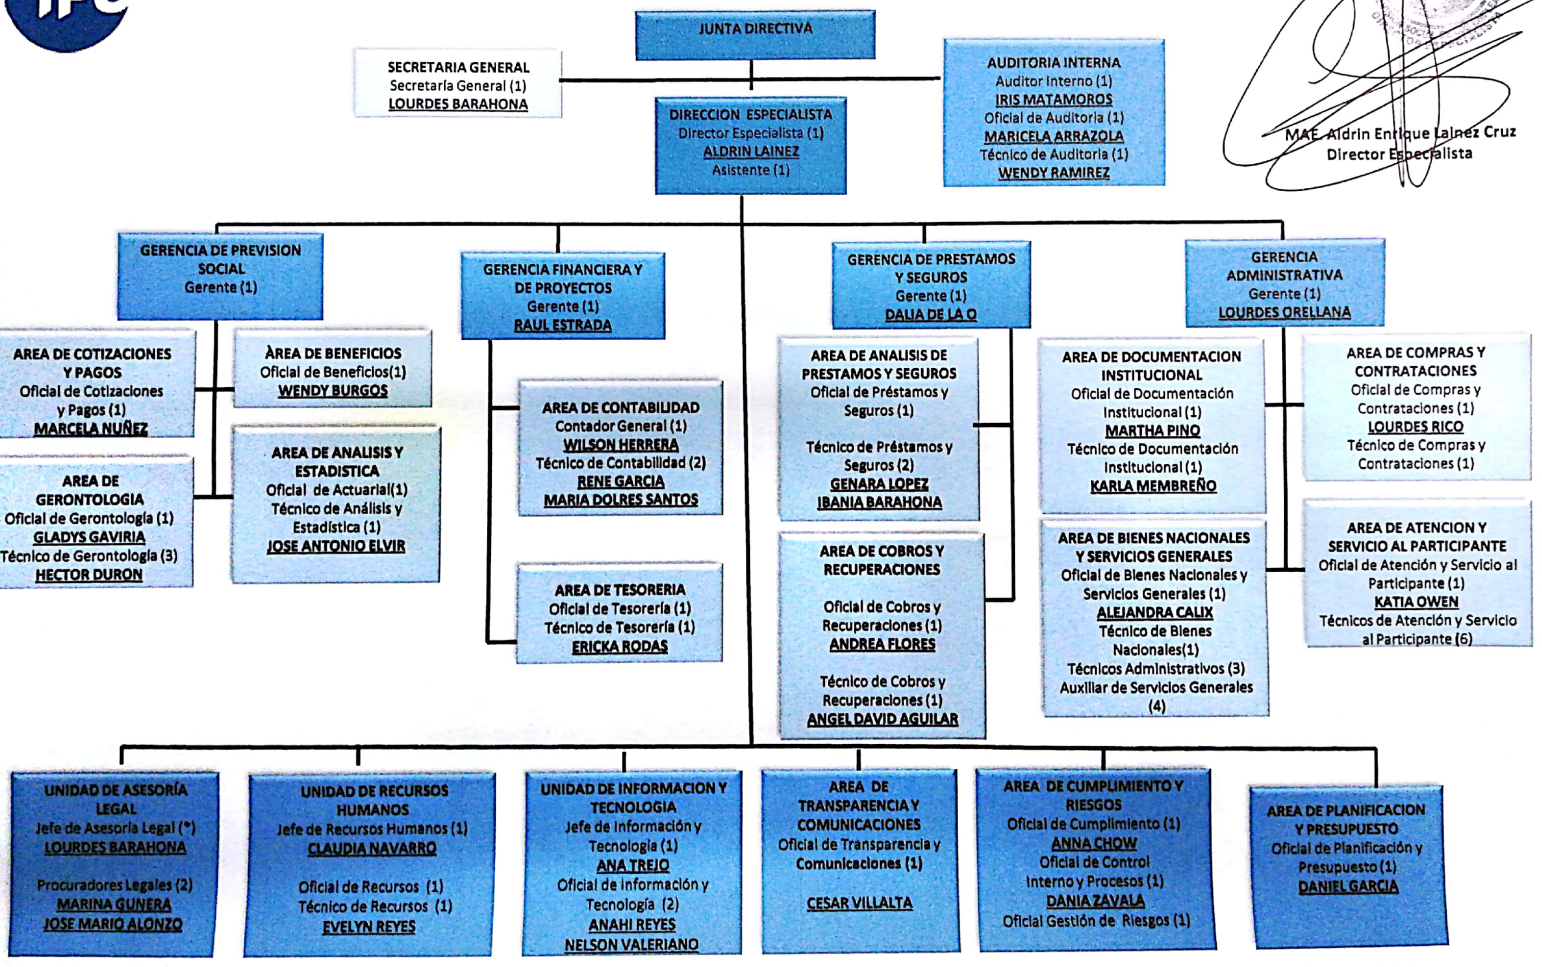 JUNTA DIRECTIVA
SECRETARIA GENERAL
Secretaría General (1)
LOURDES BARAHONA
AUDITORIA INTERNA
Auditor Interno (1)
IRIS MATAMOROS
Oficial de Auditoria (1)
MARICELA ARRAZOLA
Técnico de Auditoria (1)
WENDY RAMIREZ
DIRECCION ESPECIALISTA
Director Especialista (1)
ALDRIN LAINEZ
Asistente (1)
MAE. Aldrin Enrique Lainez Cruz
Director Especialista
GERENCIA DE PREVISION
SOCIAL
Gerente (1)
GERENCIA FINANCIERA Y
DE PROYECTOS
Gerente (1)
RAUL ESTRADA
GERENCIA DE PRESTAMOS
Y SEGUROS
Gerente (1)
DALIA DE LA O
GERENCIA
ADMINISTRATIVA
Gerente (1)
LOURDES ORELLANA
AREA DE COTIZACIONES
Y PAGOS
Oficial de Cotizaciones
y Pagos (1)
MARCELA NUÑEZ
ÀREA DE BENEFICIOS
Oficial de Beneficios(1)
WENDY BURGOS
AREA DE
GERONTOLOGIA
Oficial de Gerontología (1)
GLADYS GAVIRIA
Técnico de Gerontología (3)
HECTOR DURON
AREA DE ANALISIS Y
ESTADISTICA
Oficial de Actuarial(1)
Técnico de Análisis y
Estadística (1)
JOSE ANTONIO ELVIR
AREA DE CONTABILIDAD
Contador General (1)
WILSON HERRERA
Técnico de Contabilidad (2)
RENE GARCIA
MARIA DOLRES SANTOS
AREA DE TESORERIA
Oficial de Tesorería (1)
Técnico de Tesorería (1)
ERICKA RODAS
AREA DE ANALISIS DE
PRESTAMOS Y SEGUROS
Oficial de Préstamos y
Seguros (1)
Técnico de Préstamos y
Seguros (2)
GENARA LOPEZ
IBANIA BARAHONA
AREA DE COBROS Y
RECUPERACIONES
Oficial de Cobros y
Recuperaciones (1)
ANDREA FLORES
Técnico de Cobros y
Recuperaciones (1)
ANGEL DAVID AGUILAR
AREA DE DOCUMENTACION
INSTITUCIONAL
Oficial de Documentación
Institucional (1)
MARTHA PINO
Técnico de Documentación
Institucional (1)
KARLA MEMBREÑO
AREA DE COMPRAS Y
CONTRATACIONES
Oficial de Compras y
Contrataciones (1)
LOURDES RICO
Técnico de Compras y
Contrataciones (1)
AREA DE BIENES NACIONALES
Y SERVICIOS GENERALES
Oficial de Bienes Nacionales y
Servicios Generales (1)
ALEJANDRA CALIX
Técnico de Bienes
Nacionales(1)
Técnicos Administrativos (3)
Auxiliar de Servicios Generales
(4)
AREA DE ATENCION Y
SERVICIO AL PARTICIPANTE
Oficial de Atención y Servicio al
Participante (1)
KATIA OWEN
Técnicos de Atención y Servicio
al Participante (6)
UNIDAD DE ASESORÍA
LEGAL
Jefe de Asesoría Legal (*)
LOURDES BARAHONA
Procuradores Legales (2)
MARINA GUNERA
JOSE MARIO ALONZO
UNIDAD DE RECURSOS
HUMANOS
Jefe de Recursos Humanos (1)
CLAUDIA NAVARRO
Oficial de Recursos (1)
Técnico de Recursos (1)
EVELYN REYES
UNIDAD DE INFORMACION Y
TECNOLOGIA
Jefe de Información y
Tecnología (1)
ANA TREJO
Oficial de Información y
Tecnología (2)
ANAHI REYES
NELSON VALERIANO
AREA DE
TRANSPARENCIA Y
COMUNICACIONES
Oficial de Transparencia y
Comunicaciones (1)
CESAR VILLALTA
AREA DE CUMPLIMIENTO Y
RIESGOS
Oficial de Cumplimiento (1)
ANNA CHOW
Oficial de Control
Interno y Procesos (1)
DANIA ZAVALA
Oficial Gestión de Riesgos (1)
AREA DE PLANIFICACION
Y PRESUPUESTO
Oficial de Planificación y
Presupuesto (1)
DANIEL GARCIA